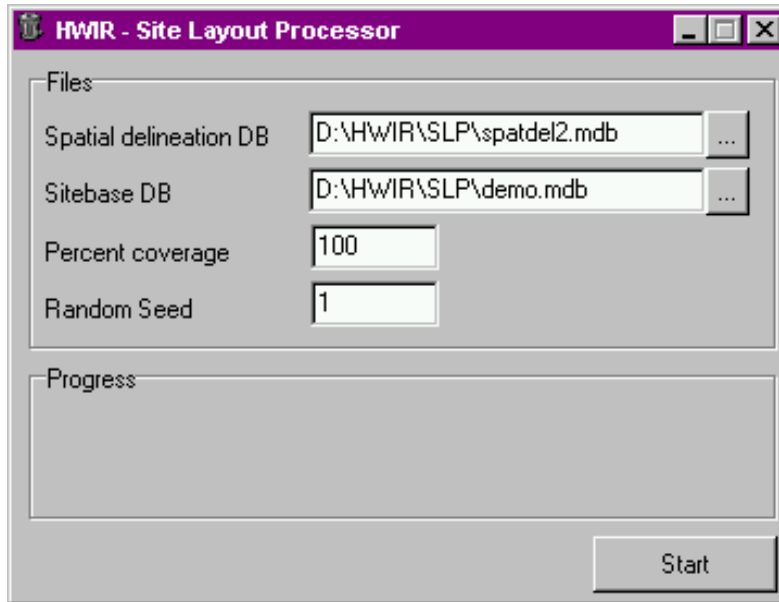 HWIR - Site Layout Processor
Files
Spatial delineation DB D:\HWIR\SLP\spatdel2.mdb ...
Sitebase DB D:\HWIR\SLP\demo.mdb ...
Percent coverage 100
Random Seed 1
Progress
Start